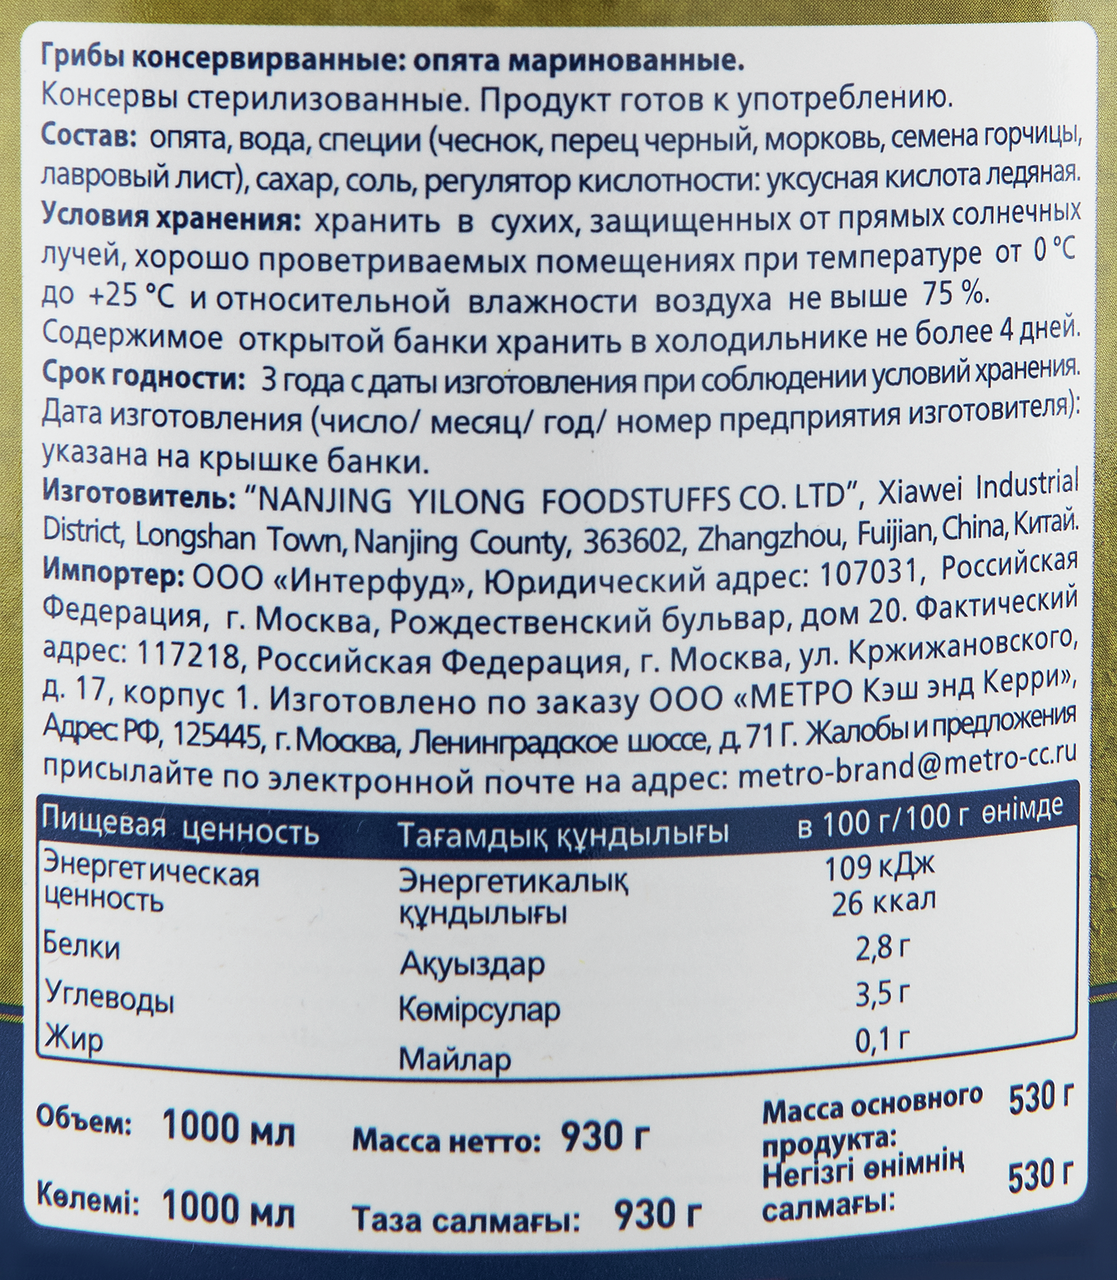 Грибы консервирванные: опята маринованные.
Консервы стерилизованные. Продукт готов к употреблению.
Состав: опята, вода, специи (чеснок, перец черный, морковь, семена горчицы,
лавровый лист), сахар, соль, регулятор кислотности: уксусная кислота ледяная.
Условия хранения: хранить в сухих, защищенных от прямых солнечных
лучей, хорошо проветриваемых помещениях при температуре от 0 °С
до +25 °С и относительной влажности воздуха не выше 75 %.
Содержимое открытой банки хранить в холодильнике не более 4 дней.
Срок годности: 3 года с даты изготовления при соблюдении условий хранения.
Дата изготовления (число/ месяц/ год/ номер предприятия изготовителя):
указана на крышке банки.
Изготовитель: “NANJING YILONG FOODSTUFFS CO. LTD”, Xiawei Industrial
District, Longshan Town, Nanjing County, 363602, Zhangzhou, Fuijian, China, Китай.
Импортер: ООО «Интерфуд», Юридический адрес: 107031, Российская
Федерация, г. Москва, Рождественский бульвар, дом 20. Фактический
адрес: 117218, Российская Федерация, г. Москва, ул. Кржижановского,
д. 17, корпус 1. Изготовлено по заказу ООО «МЕТРО Кэш энд Керри»,
Адрес РФ, 125445, г. Москва, Ленинградское шоссе, д. 71 Г. Жалобы и предложения
присылайте по электронной почте на адрес: metro-brand@metro-cc.ru
Пищевая ценность Тағамдық құндылығы в 100 г/100 г өнімде
Энергетическая Энергетикалық 109 кДж
ценность құндылығы 26 ккал
Белки Ақуыздар 2,8 г
Углеводы Көмірсулар 3,5 г
Жир Майлар 0,1 г
Объем: 1000 мл Масса нетто: 930 г Масса основного 530 г
продукта:
Көлемі: 1000 мл Таза салмағы: 930 г Негізгі өнімнің 530 г
салмағы: